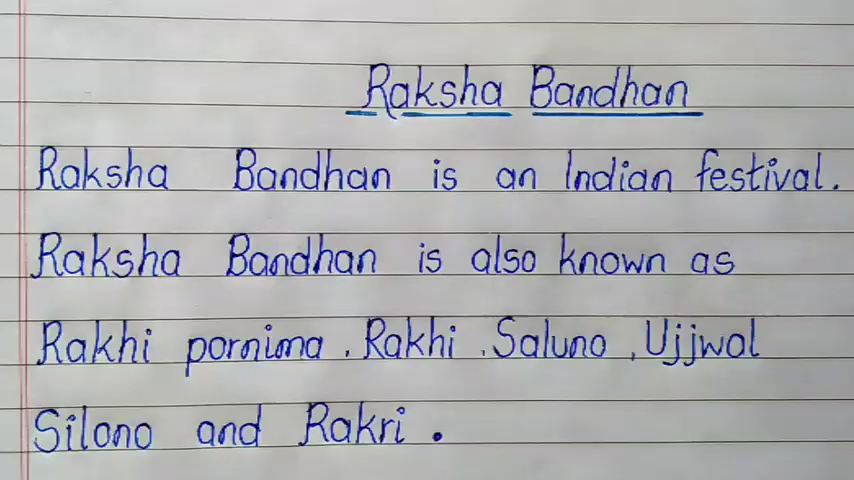 Raksha Bandhan
Raksha Bandhan is an Indian festival.
Raksha Bandhan is also known as
Rakhi pornima , Rakhi , Saluno , Ujjwal
Silono and Rakri .